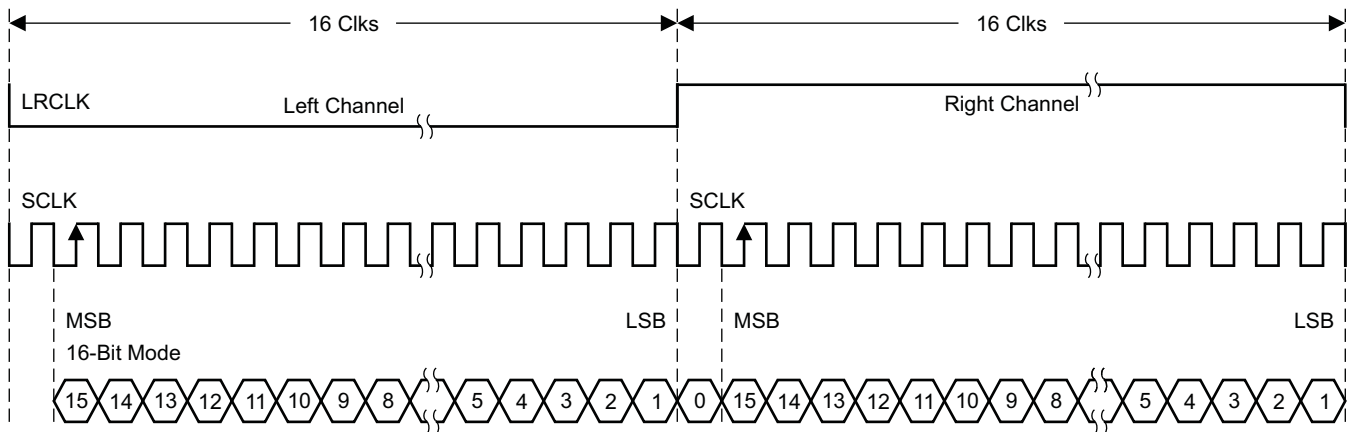 16 Clks 16 Clks
LRCLK Left Channel Right Channel
SCLK SCLK
MSB LSB MSB LSB
16-Bit Mode
15 14 13 12 11 10 9 8 5 4 3 2 1 0 15 14 13 12 11 10 9 8 5 4 3 2 1